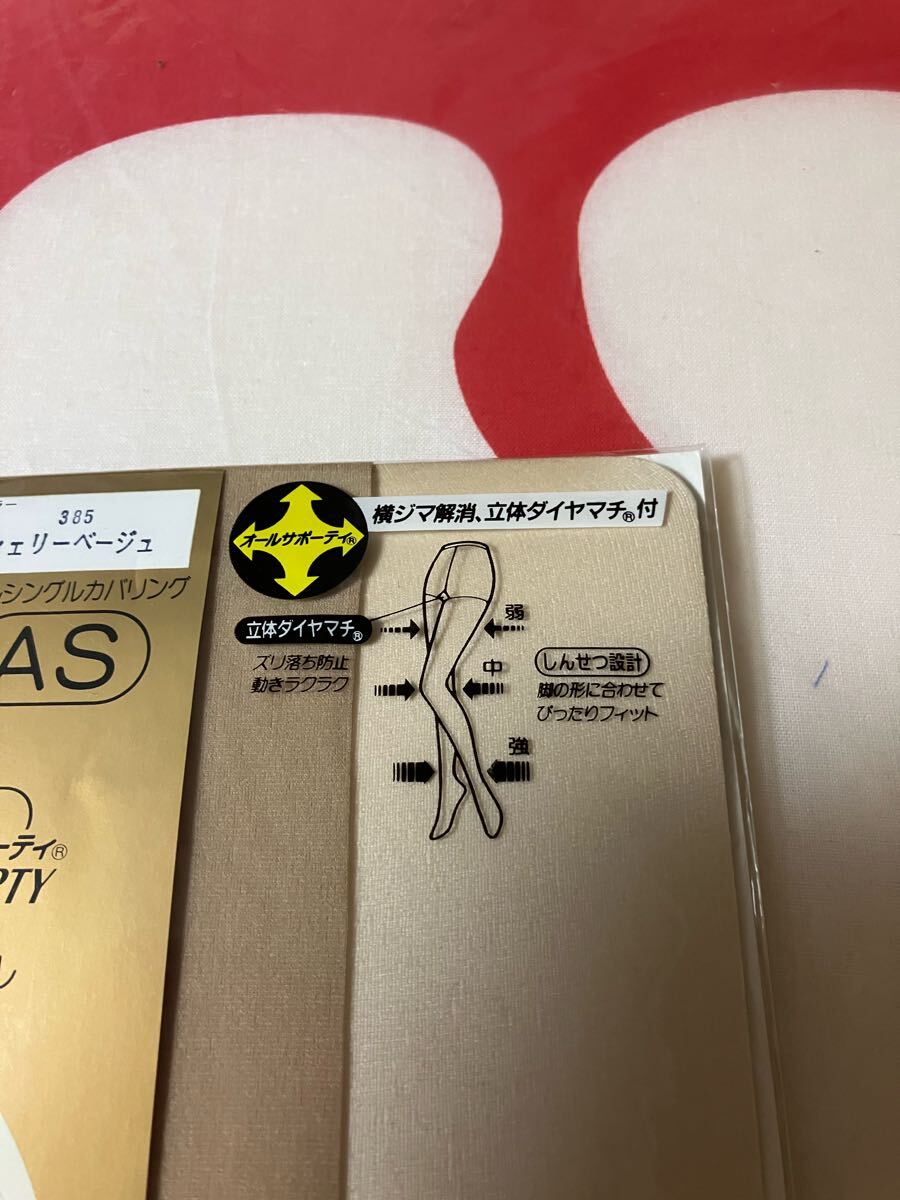 ラー
385
ェリーベージュ
シングルカバリング
AS
ーティ®
PTY
ル
オールサポーティ®
横ジマ解消、立体ダイヤマチ®付
立体ダイヤマチ®
ズリ落ち防止
動きラクラク
弱
中
強
しんせつ設計
脚の形に合わせて
ぴったりフィット